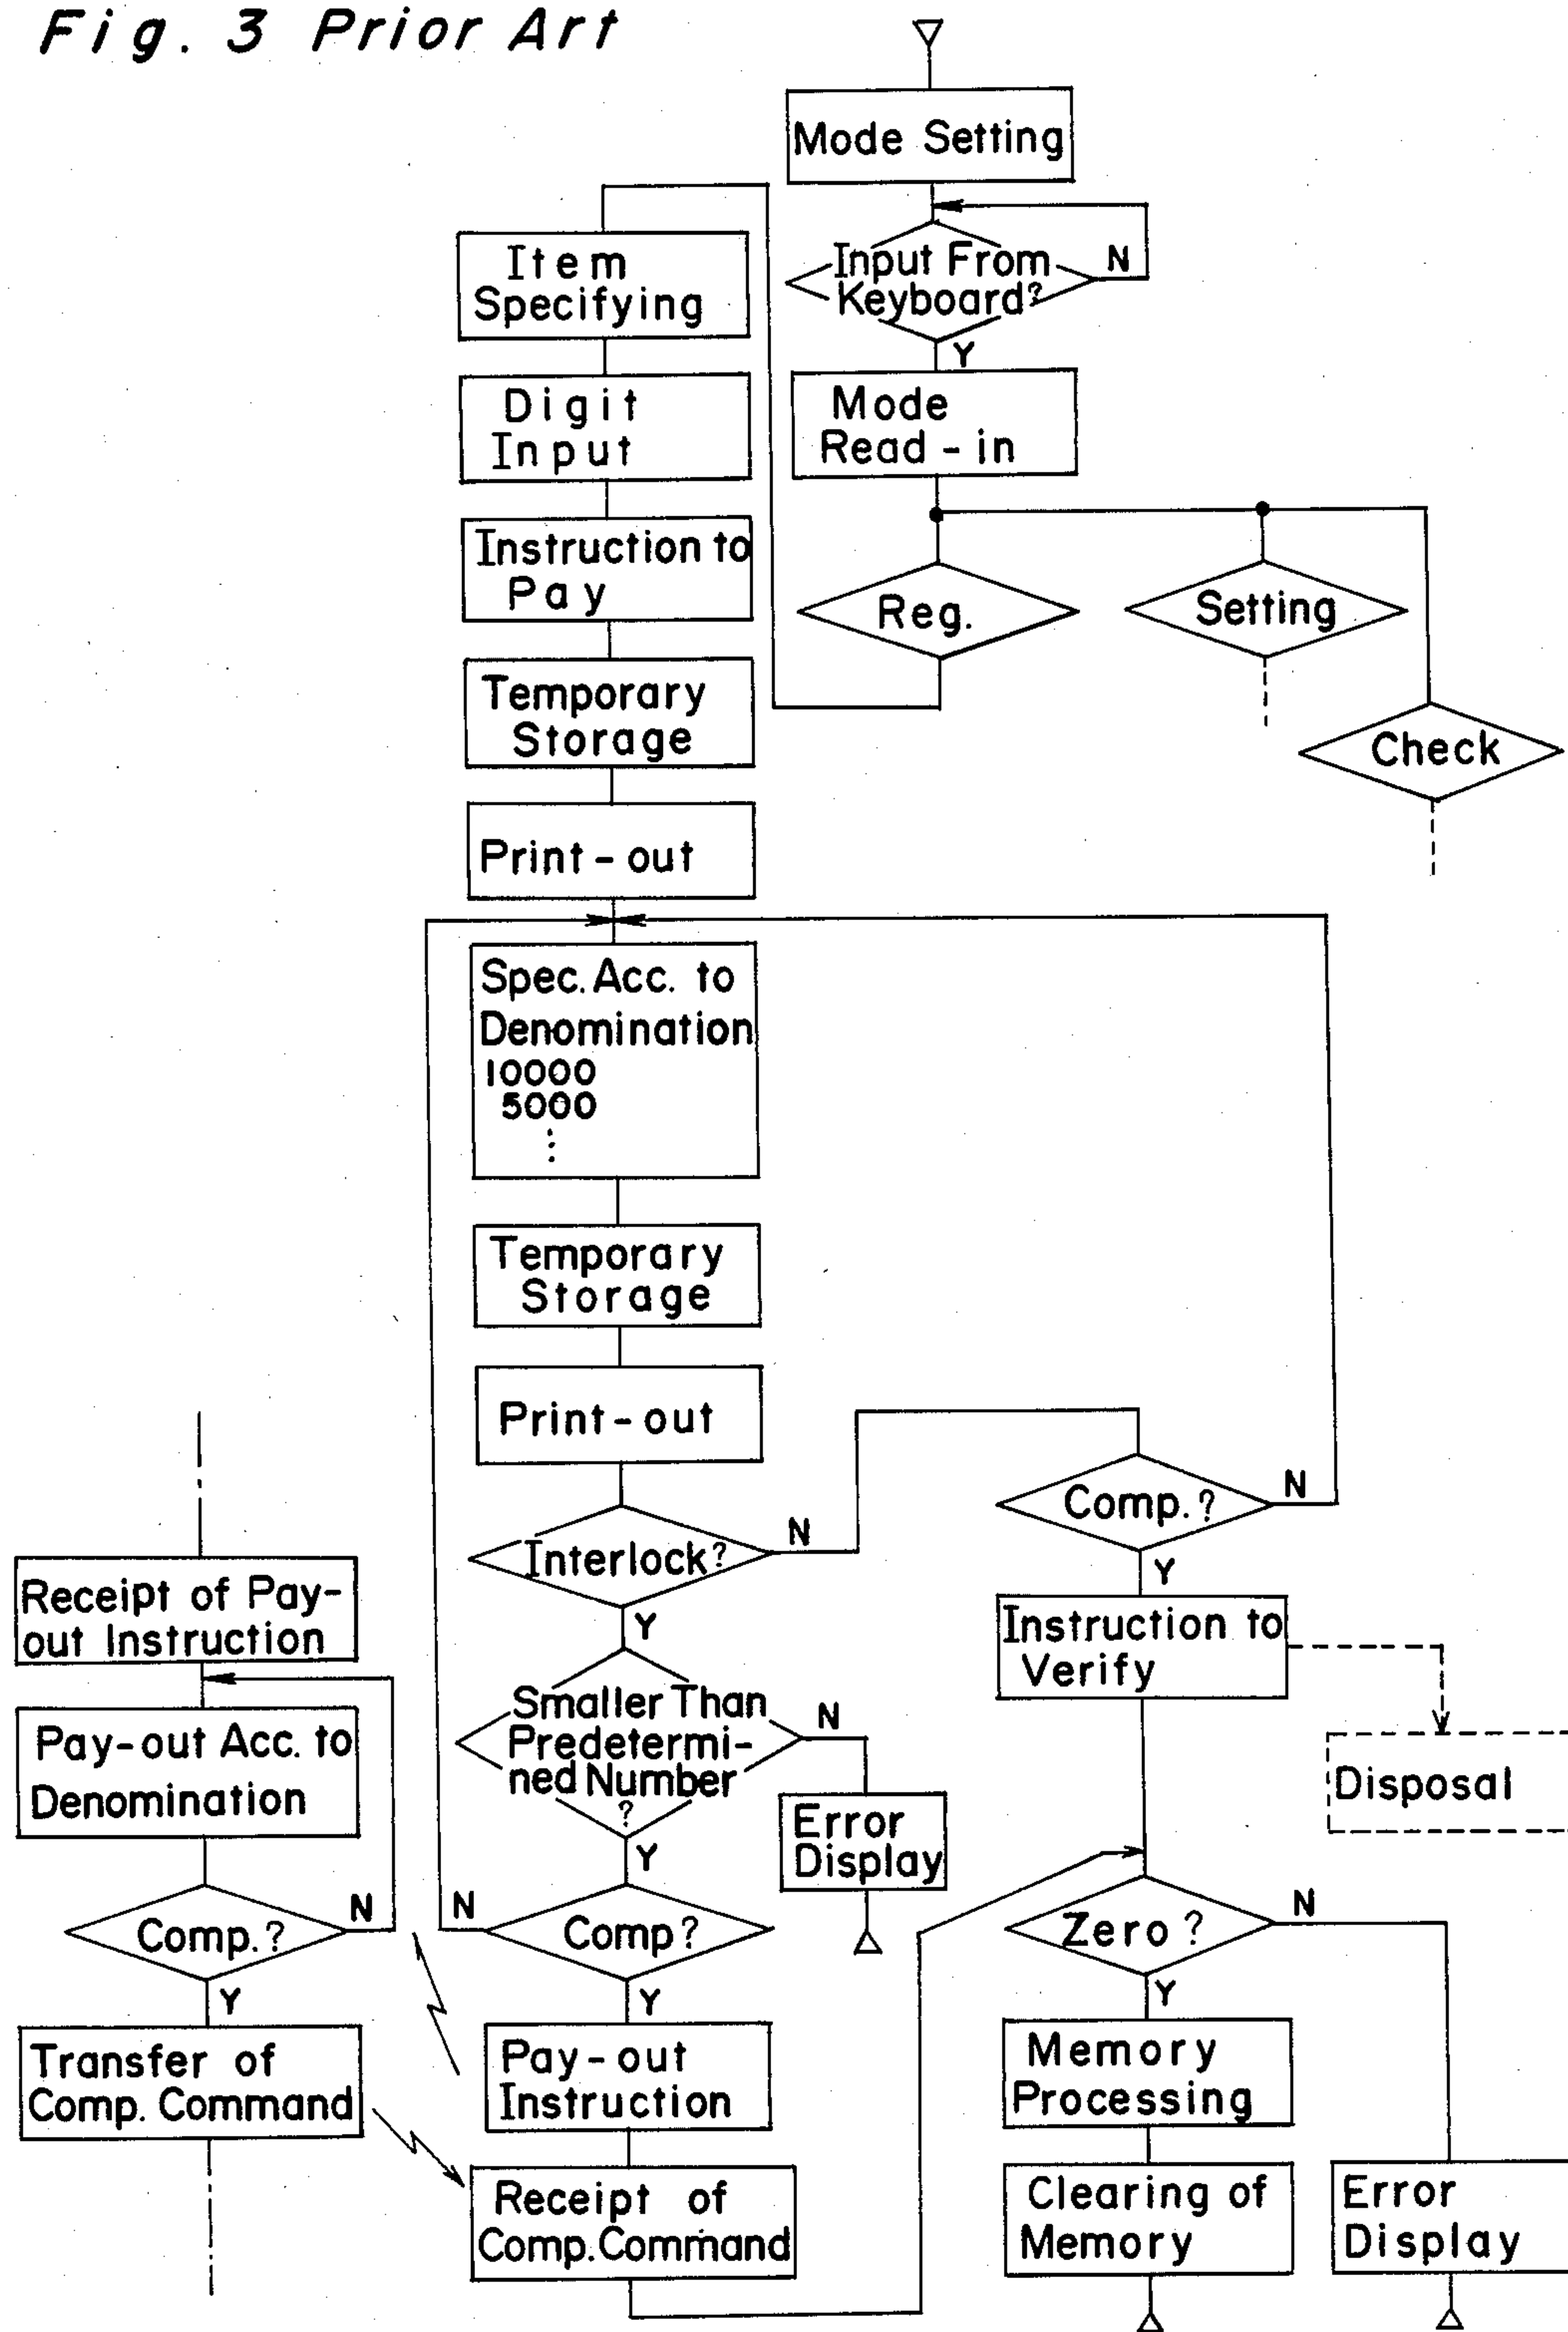 Fig. 3 Prior Art
Mode Setting
Input From
Keyboard?
N
Y
Mode
Read-in
Reg.
Setting
Check
Item
Specifying
Digit
Input
Instruction to
Pay
Temporary
Storage
Print-out
Spec. Acc. to
Denomination
10000
5000
⋮
Temporary
Storage
Print-out
Interlock?
N
Y
Smaller Than
Predetermi-
ned Number
?
N
Y
Error
Display
Comp?
N
Y
Pay-out
Instruction
Receipt of
Comp. Command
Receipt of Pay-
out Instruction
Pay-out Acc. to
Denomination
Comp.?
N
Y
Transfer of
Comp. Command
Comp.?
N
Y
Instruction to
Verify
Disposal
Zero?
N
Y
Memory
Processing
Clearing of
Memory
Error
Display